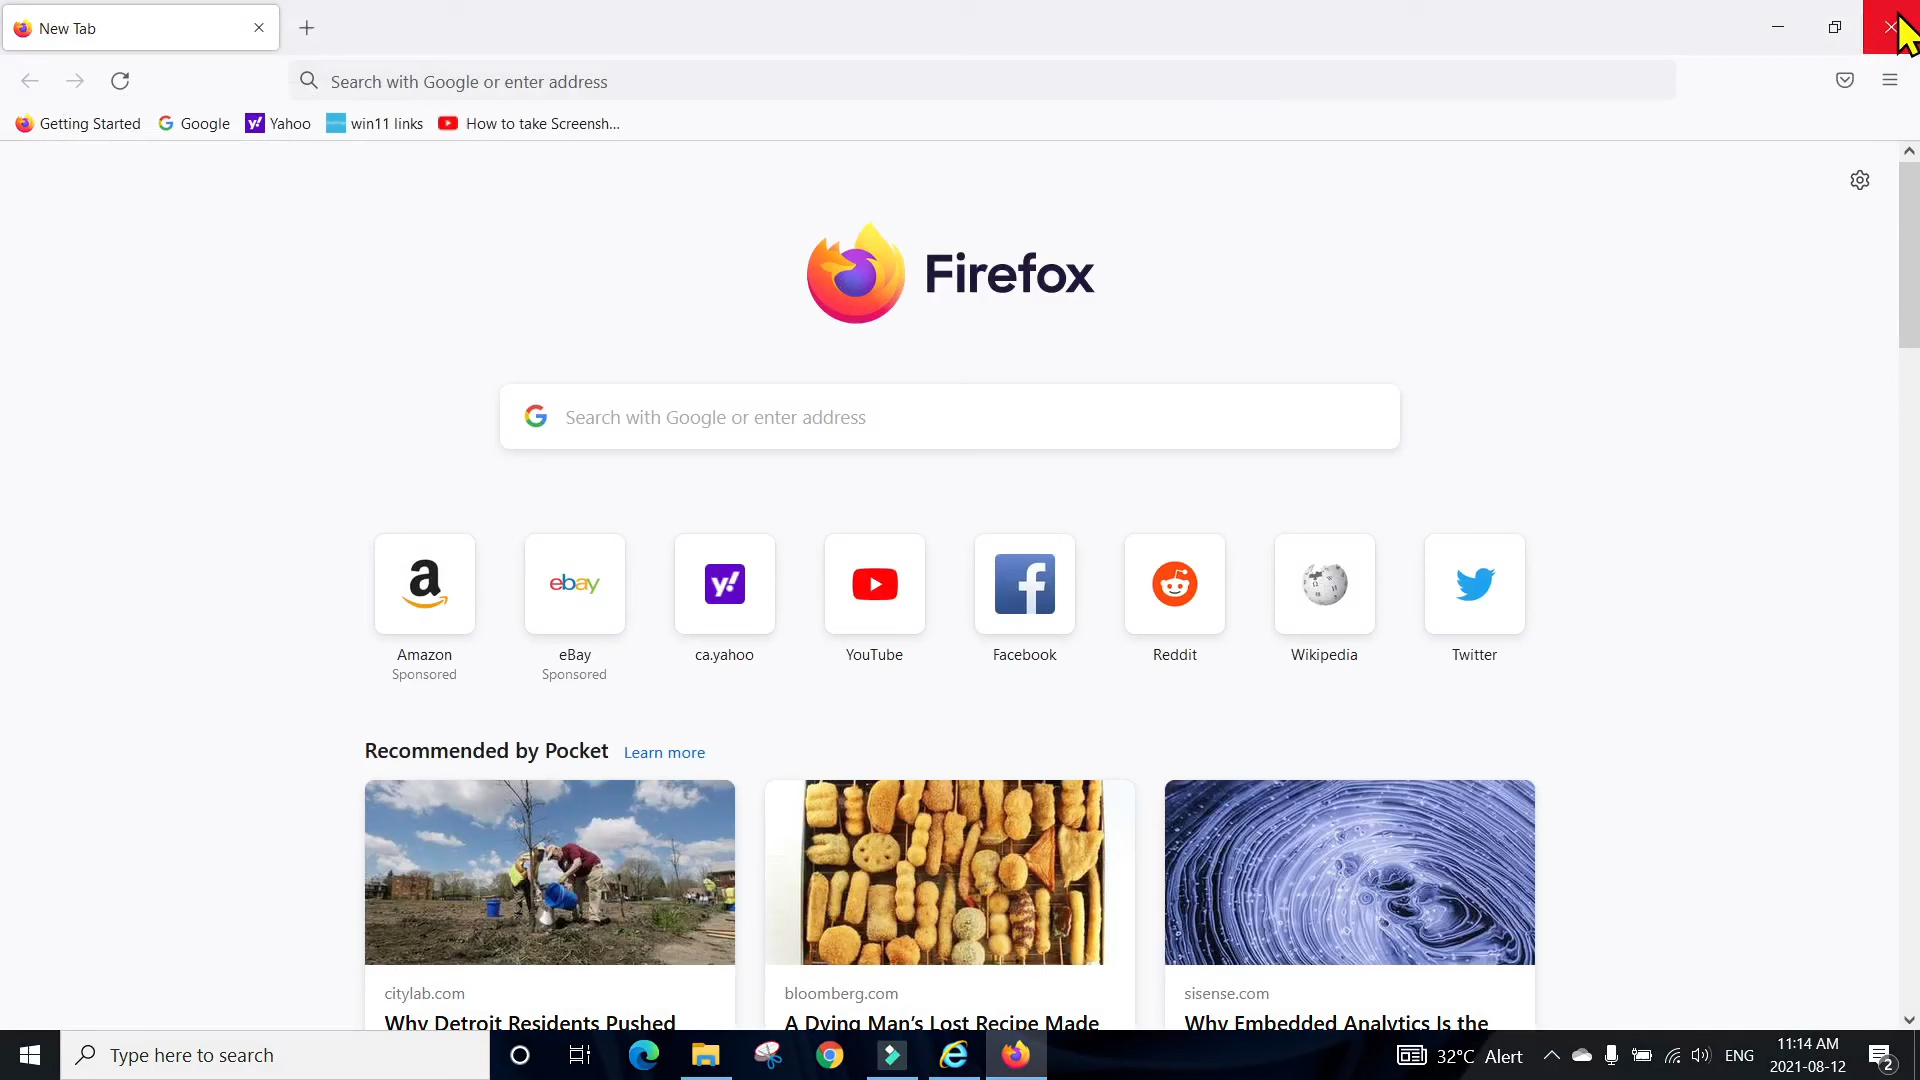 New Tab
Search with Google or enter address
Getting Started Google Yahoo win11 links How to take Screensh...
Firefox
Search with Google or enter address
Amazon eBay ca.yahoo YouTube Facebook Reddit Wikipedia Twitter
Sponsored Sponsored
Recommended by Pocket Learn more
citylab.com bloomberg.com sisense.com
Why Detroit Residents Pushed A Dying Man’s Lost Recipe Made Why Embedded Analytics Is the
Type here to search 32°C Alert ENG 11:14 AM
2021-08-12 2